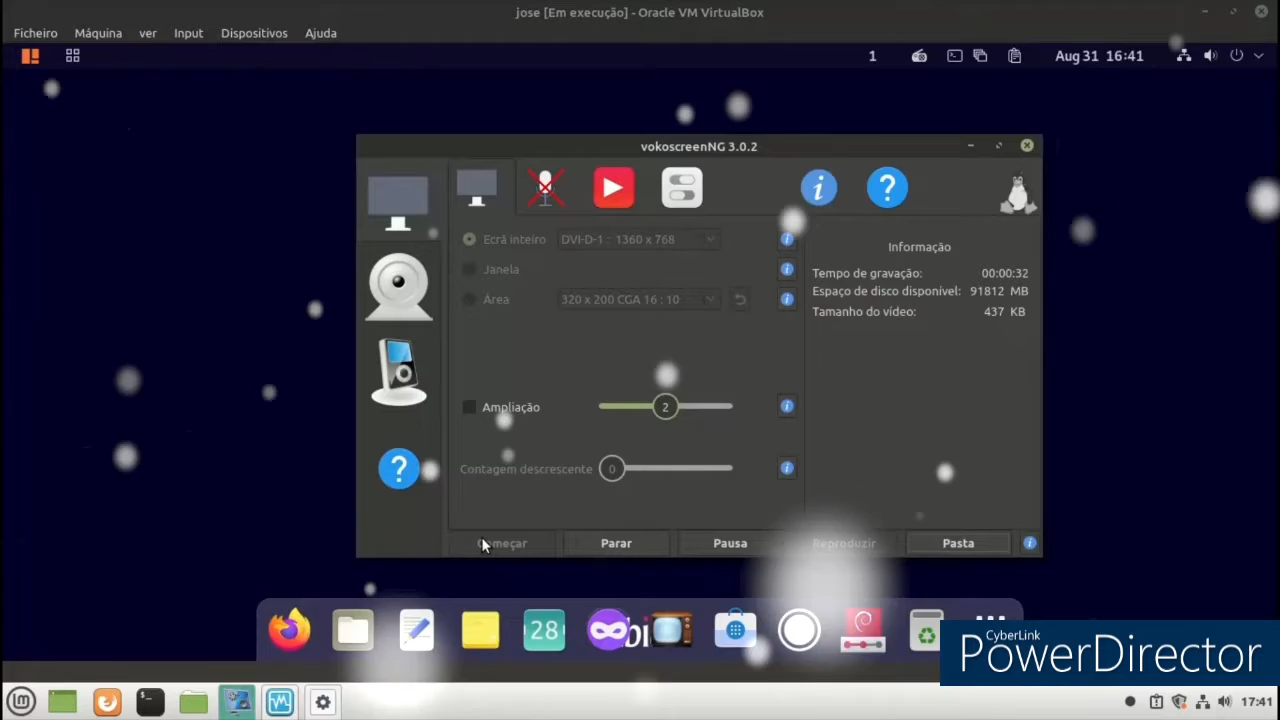 jose [Em execução] - Oracle VM VirtualBox
Ficheiro Máquina ver Input Dispositivos Ajuda
1 Aug 31 16:41
vokoscreenNG 3.0.2
Ecrã inteiro DVI-D-1 : 1360 x 768
Janela
Área 320 x 200 CGA 16 : 10
Ampliação 2
Contagem descrescente 0
Informação
Tempo de gravação: 00:00:32
Espaço de disco disponível: 91812 MB
Tamanho do vídeo: 437 KB
Começar Parar Pausa Reproduzir Pasta
28
bi
CyberLink
PowerDirector
17:41